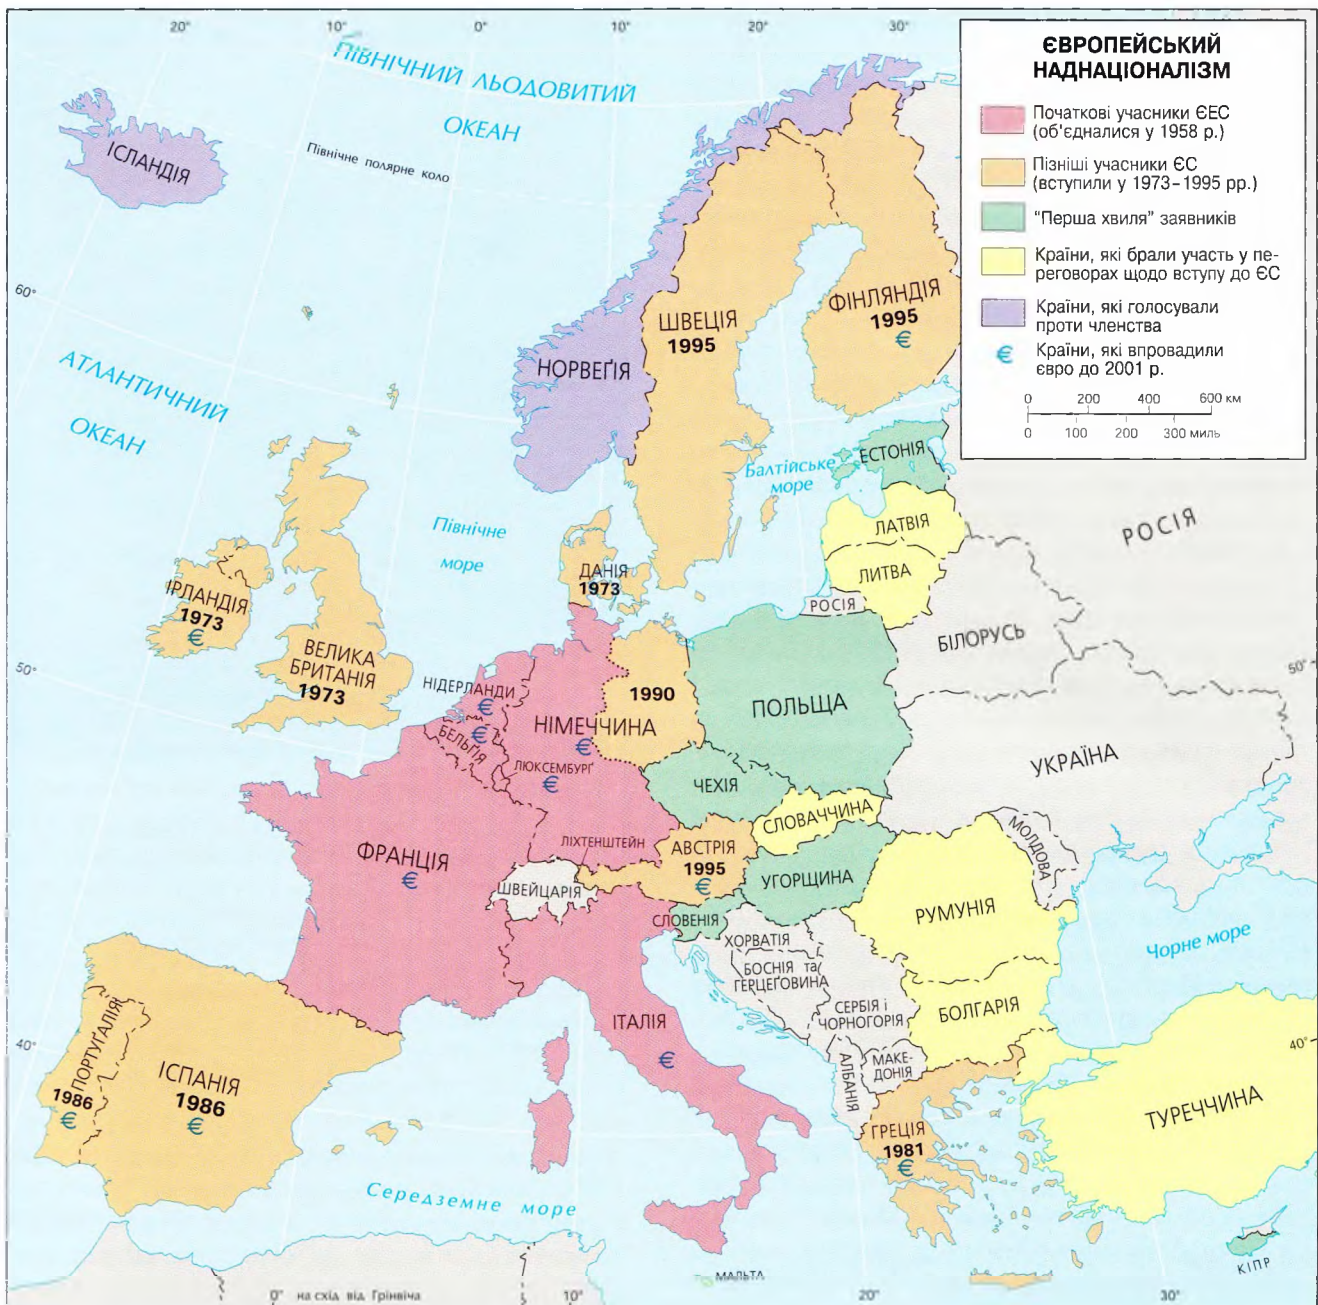 20°
10°
0°
10°
20°
30°
ЄВРОПЕЙСЬКИЙ
НАДНАЦІОНАЛІЗМ
Початкові учасники ЄЕС
(об'єдналися у 1958 р.)
Пізніші учасники ЄС
(вступили у 1973–1995 рр.)
"Перша хвиля" заявників
Країни, які брали участь у пе-
реговорах щодо вступу до ЄС
Країни, які голосували
проти членства
€ Країни, які впровадили
євро до 2001 р.
0 200 400 600 км
0 100 200 300 миль
ПІВНІЧНИЙ ЛЬОДОВИТИЙ
ОКЕАН
Північне полярне коло
ІСЛАНДІЯ
60°
АТЛАНТИЧНИЙ
ОКЕАН
НОРВЕҐІЯ
ШВЕЦІЯ
1995
ФІНЛЯНДІЯ
1995
€
Балтійське
море
ЕСТОНІЯ
ЛАТВІЯ
ЛИТВА
РОСІЯ
РОСІЯ
БІЛОРУСЬ
Північне
море
ДАНІЯ
1973
ІРЛАНДІЯ
1973
€
ВЕЛИКА
БРИТАНІЯ
1973
50°
50°
НІДЕРЛАНДИ
€
БЕЛЬГІЯ
€
ЛЮКСЕМБУРҐ
€
НІМЕЧЧИНА
€
1990
ПОЛЬЩА
УКРАЇНА
ЧЕХІЯ
СЛОВАЧЧИНА
МОЛДОВА
ФРАНЦІЯ
€
ЛІХТЕНШТЕЙН
ШВЕЙЦАРІЯ
АВСТРІЯ
1995
€
УГОРЩИНА
СЛОВЕНІЯ
РУМУНІЯ
ХОРВАТІЯ
БОСНІЯ та
ГЕРЦЕҐОВИНА
СЕРБІЯ і
ЧОРНОГОРІЯ
БОЛГАРІЯ
Чорне море
ІТАЛІЯ
€
МАКЕ-
ДОНІЯ
АЛБАНІЯ
40°
40°
ПОРТУҐАЛІЯ
1986
€
ІСПАНІЯ
1986
€
ГРЕЦІЯ
1981
€
ТУРЕЧЧИНА
Середземне море
МАЛЬТА
КІПР
0° на схід від Грінвіча
10°
20°
30°